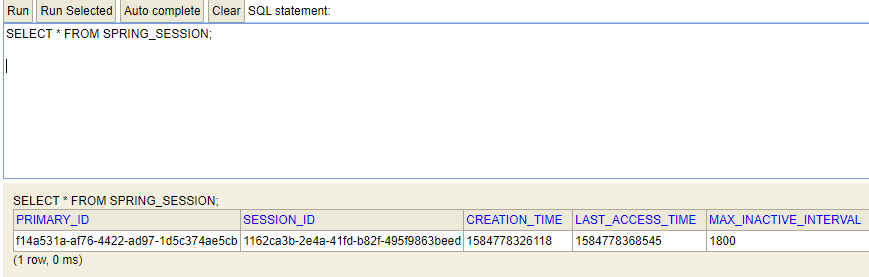 Run Run Selected Auto complete Clear SQL statement:
SELECT * FROM SPRING_SESSION;
SELECT * FROM SPRING_SESSION;
PRIMARY_ID SESSION_ID CREATION_TIME LAST_ACCESS_TIME MAX_INACTIVE_INTERVAL
f14a531a-af76-4422-ad97-1d5c374ae5cb 1162ca3b-2e4a-41fd-b82f-495f9863beed 1584778326118 1584778368545 1800
(1 row, 0 ms)